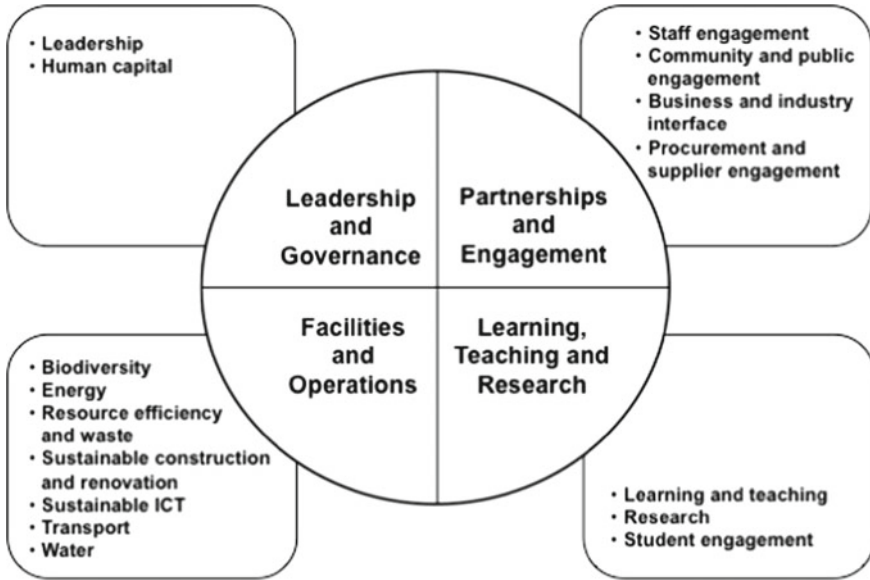 • Leadership
• Human capital
• Staff engagement
• Community and public
engagement
• Business and industry
interface
• Procurement and
supplier engagement
Leadership
and
Governance
Partnerships
and
Engagement
Facilities
and
Operations
Learning,
Teaching and
Research
• Biodiversity
• Energy
• Resource efficiency
and waste
• Sustainable construction
and renovation
• Sustainable ICT
• Transport
• Water
• Learning and teaching
• Research
• Student engagement